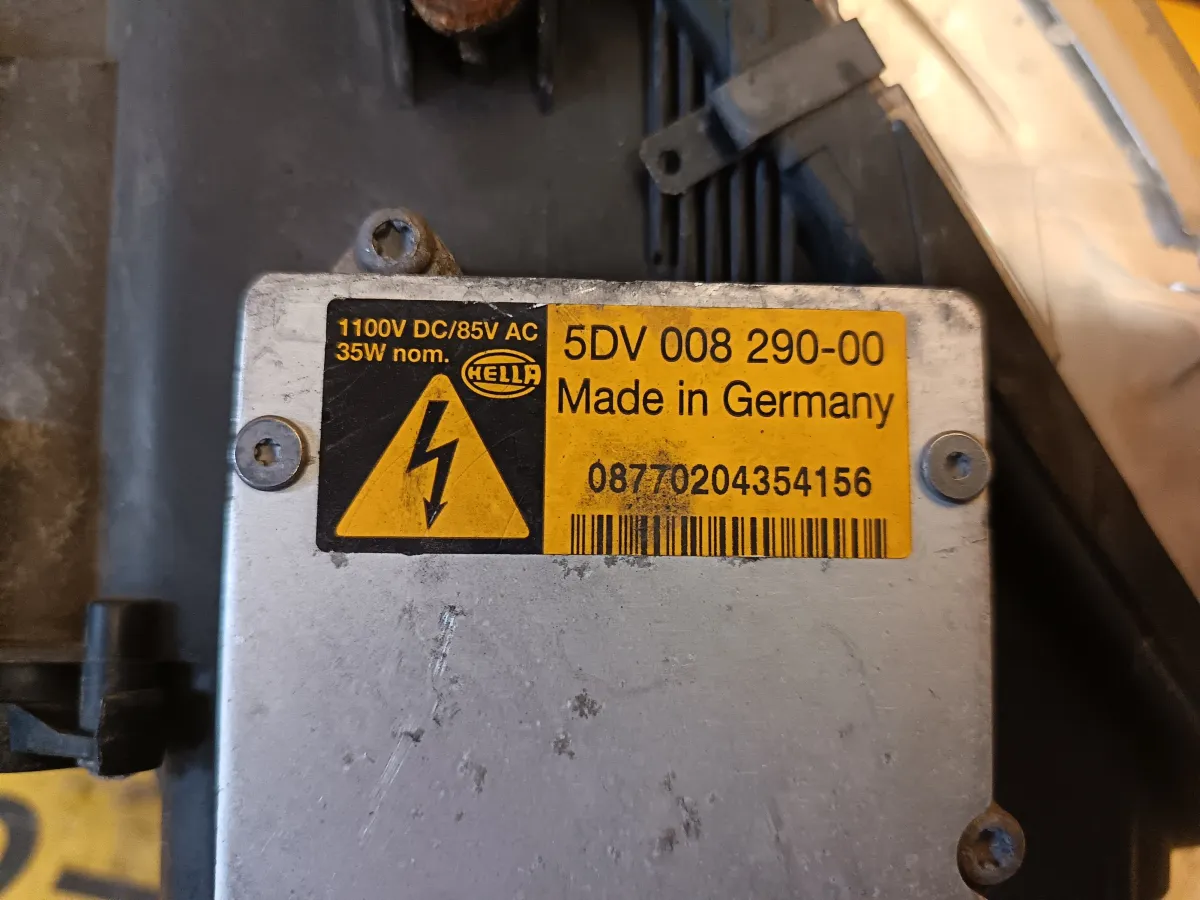 1100V DC/85V AC
35W nom.
HELLA
5DV 008 290-00
Made in Germany
08770204354156